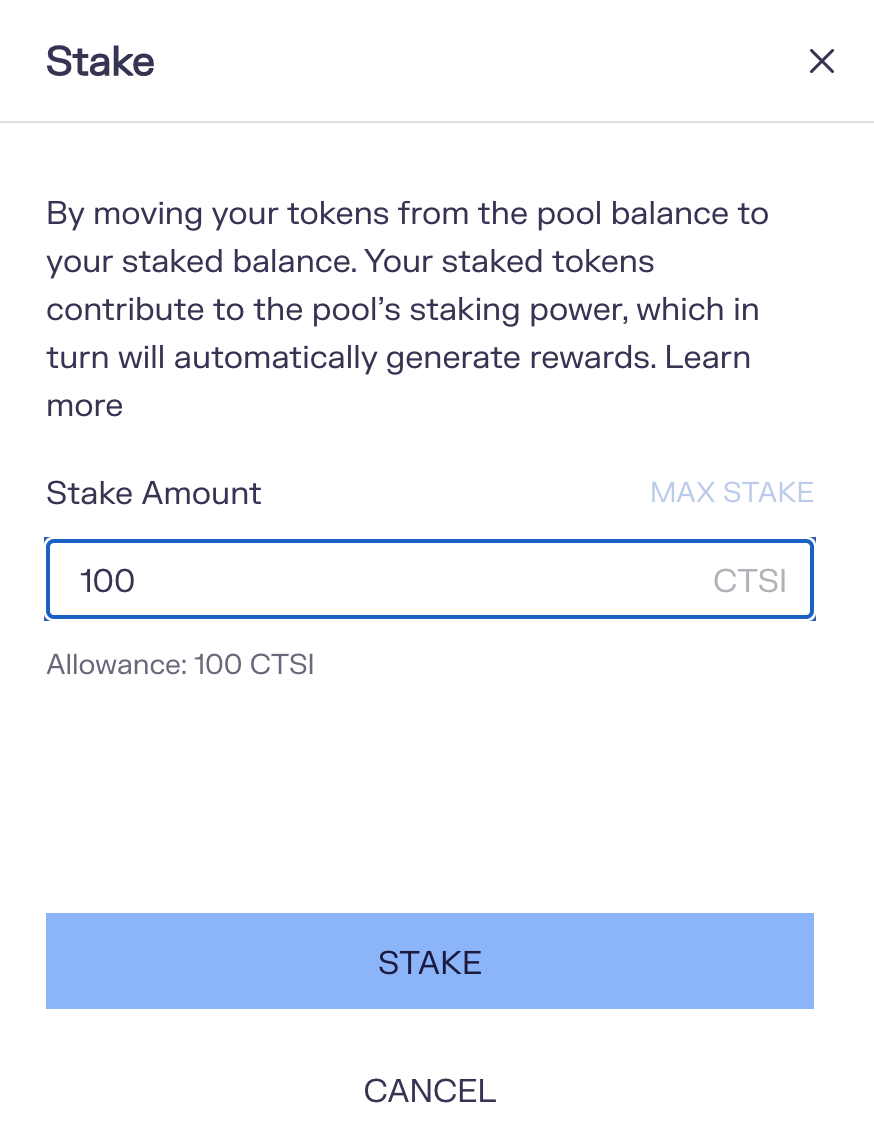 Stake
By moving your tokens from the pool balance to
your staked balance. Your staked tokens
contribute to the pool’s staking power, which in
turn will automatically generate rewards. Learn
more
Stake Amount MAX STAKE
100 CTSI
Allowance: 100 CTSI
STAKE
CANCEL